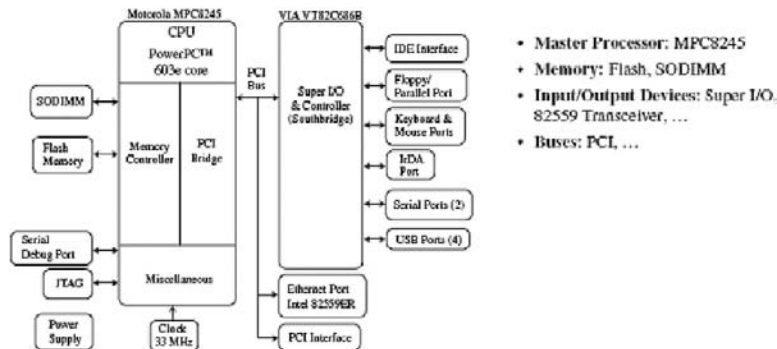 Motorola MPC8245
CPU
PowerPC™
603e core
Memory
Controller
PCI
Bridge
Miscellaneous
SODIMM
Flash
Memory
Serial
Debug Port
JTAG
Power
Supply
Clock
33 MHz
PCI
Bus
VIA VT82C686B
Super I/O
& Controller
(Southbridge)
IDE Interface
Floppy/
Parallel Port
Keyboard &
Mouse Ports
IrDA
Port
Serial Ports (2)
USB Ports (4)
Ethernet Port
Intel 82559ER
PCI Interface
• Master Processor: MPC8245
• Memory: Flash, SODIMM
• Input/Output Devices: Super I/O,
82559 Transceiver, ...
• Buses: PCI, ...